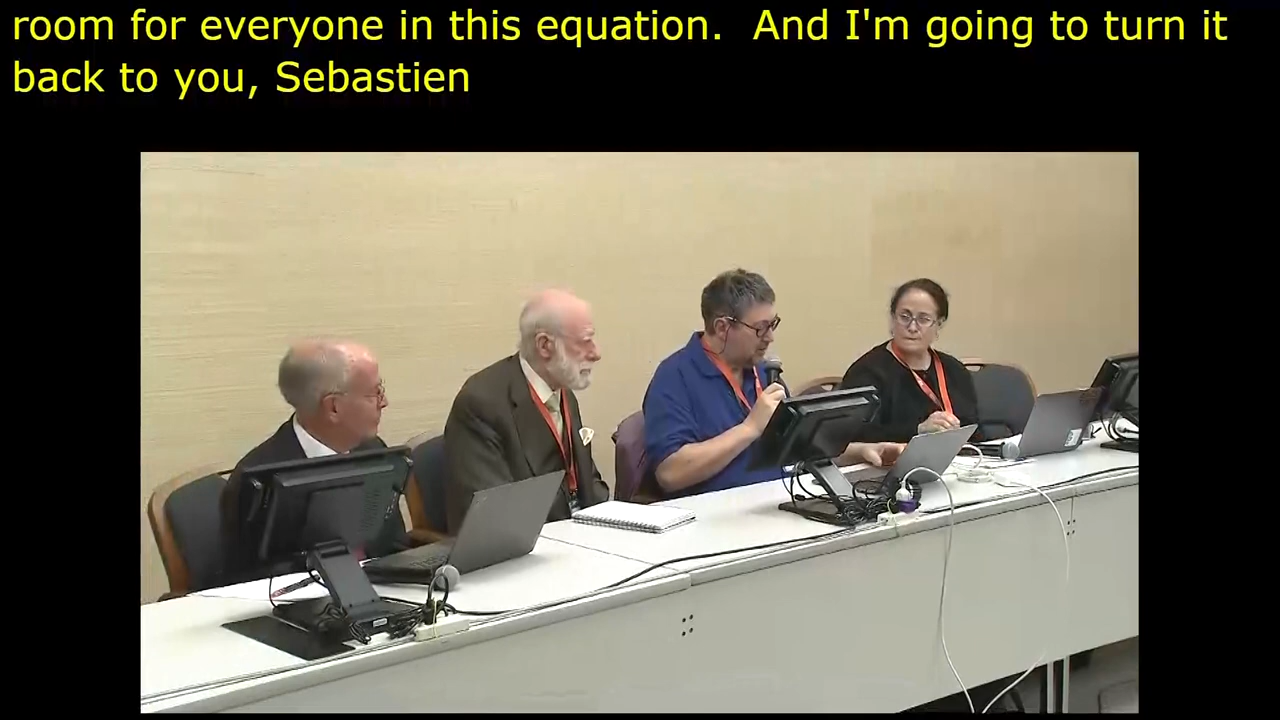 room for everyone in this equation.  And I'm going to turn it
back to you, Sebastien